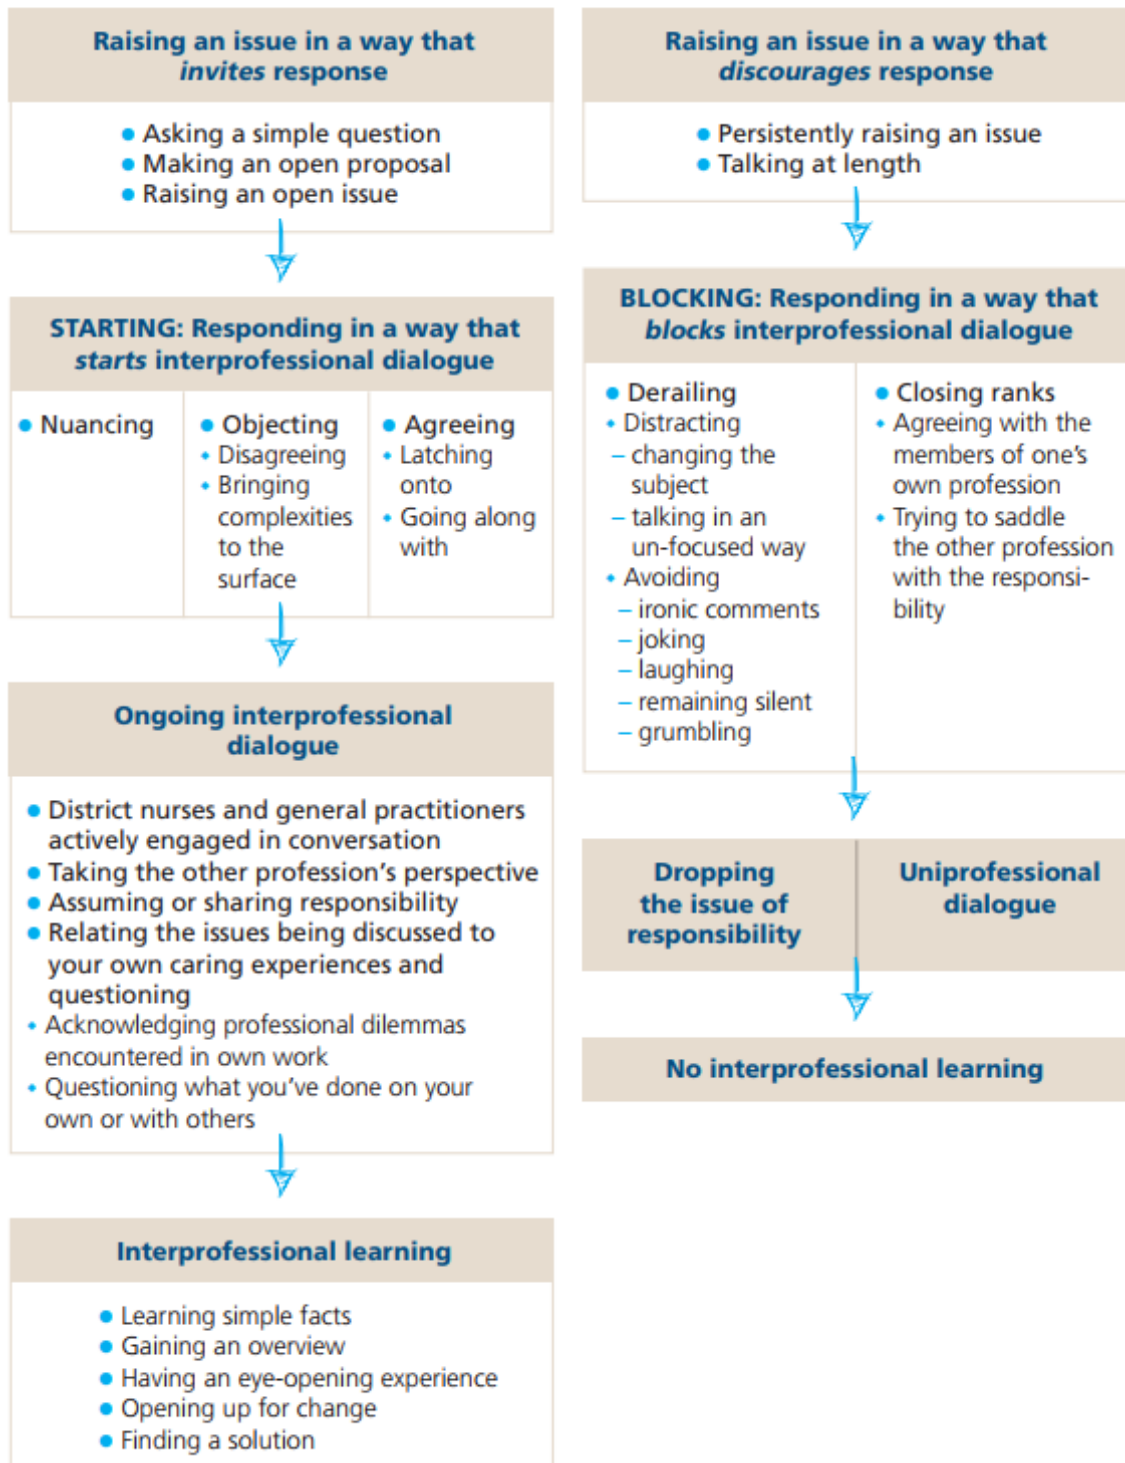 Raising an issue in a way that
invites response
● Asking a simple question
● Making an open proposal
● Raising an open issue
STARTING: Responding in a way that
starts interprofessional dialogue
● Nuancing
● Objecting
◆ Disagreeing
◆ Bringing
complexities
to the
surface
● Agreeing
◆ Latching
onto
◆ Going along
with
Ongoing interprofessional
dialogue
● District nurses and general practitioners
actively engaged in conversation
● Taking the other profession's perspective
● Assuming or sharing responsibility
● Relating the issues being discussed to
your own caring experiences and
questioning
◆ Acknowledging professional dilemmas
encountered in own work
◆ Questioning what you've done on your
own or with others
Interprofessional learning
● Learning simple facts
● Gaining an overview
● Having an eye-opening experience
● Opening up for change
● Finding a solution
Raising an issue in a way that
discourages response
● Persistently raising an issue
● Talking at length
BLOCKING: Responding in a way that
blocks interprofessional dialogue
● Derailing
◆ Distracting
– changing the
subject
– talking in an
un-focused way
◆ Avoiding
– ironic comments
– joking
– laughing
– remaining silent
– grumbling
● Closing ranks
◆ Agreeing with the
members of one's
own profession
◆ Trying to saddle
the other profession
with the responsi-
bility
Dropping
the issue of
responsibility
Uniprofessional
dialogue
No interprofessional learning